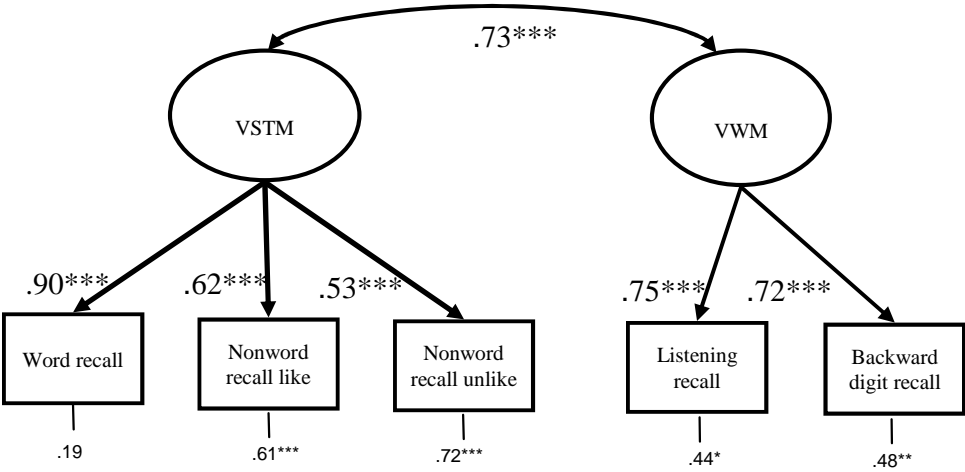 .73***
VSTM
VWM
.90***
.62***
.53***
.75***
.72***
Word recall
Nonword
recall like
Nonword
recall unlike
Listening
recall
Backward
digit recall
.19
.61***
.72***
.44*
.48**